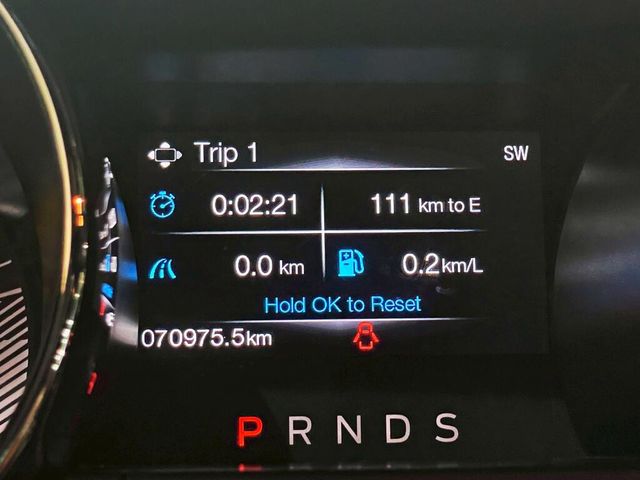 Trip 1 SW
0:02:21 111 km to E
0.0 km 0.2 km/L
Hold OK to Reset
070975.5km
P R N D S